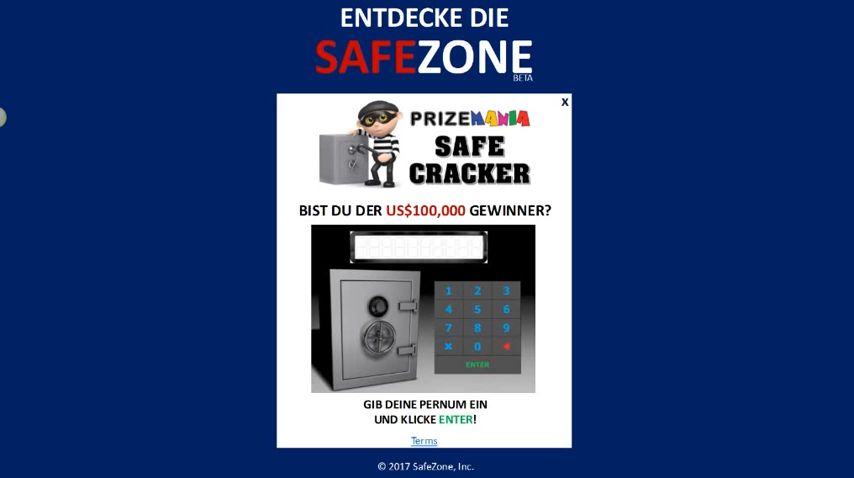 ENTDECKE DIE
SAFEZONE
BETA
X
PRIZEMANIA
SAFE
CRACKER
BIST DU DER US$100,000 GEWINNER?
1 2 3
4 5 6
7 8 9
0
ENTER
GIB DEINE PERNUM EIN
UND KLICKE ENTER!
Terms
© 2017 SafeZone, Inc.